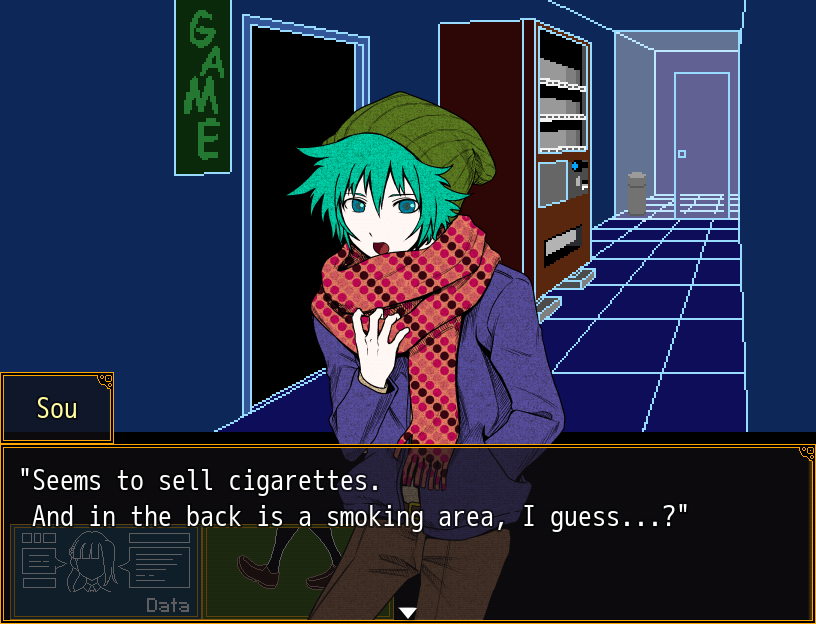 GAME
Sou
"Seems to sell cigarettes.
And in the back is a smoking area, I guess...?"
Data